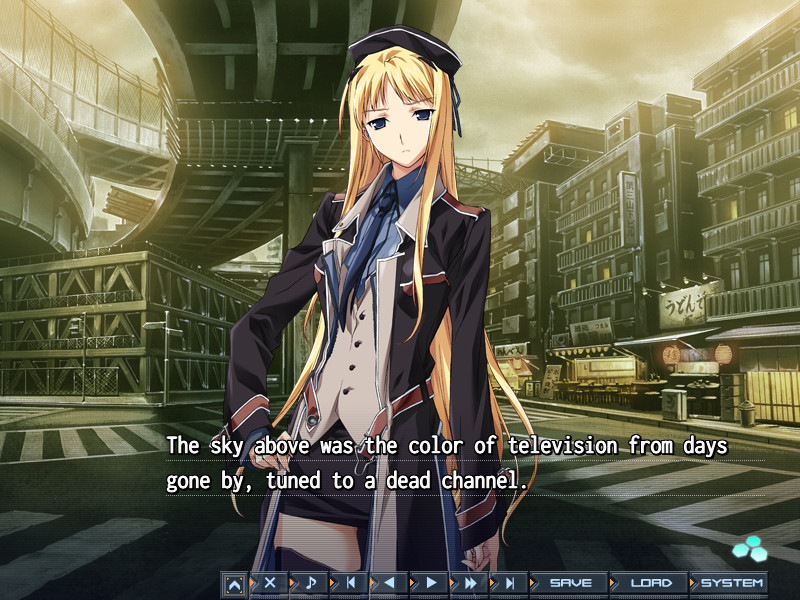 うどん
The sky above was the color of television from days
gone by, tuned to a dead channel.
SAVE LOAD SYSTEM